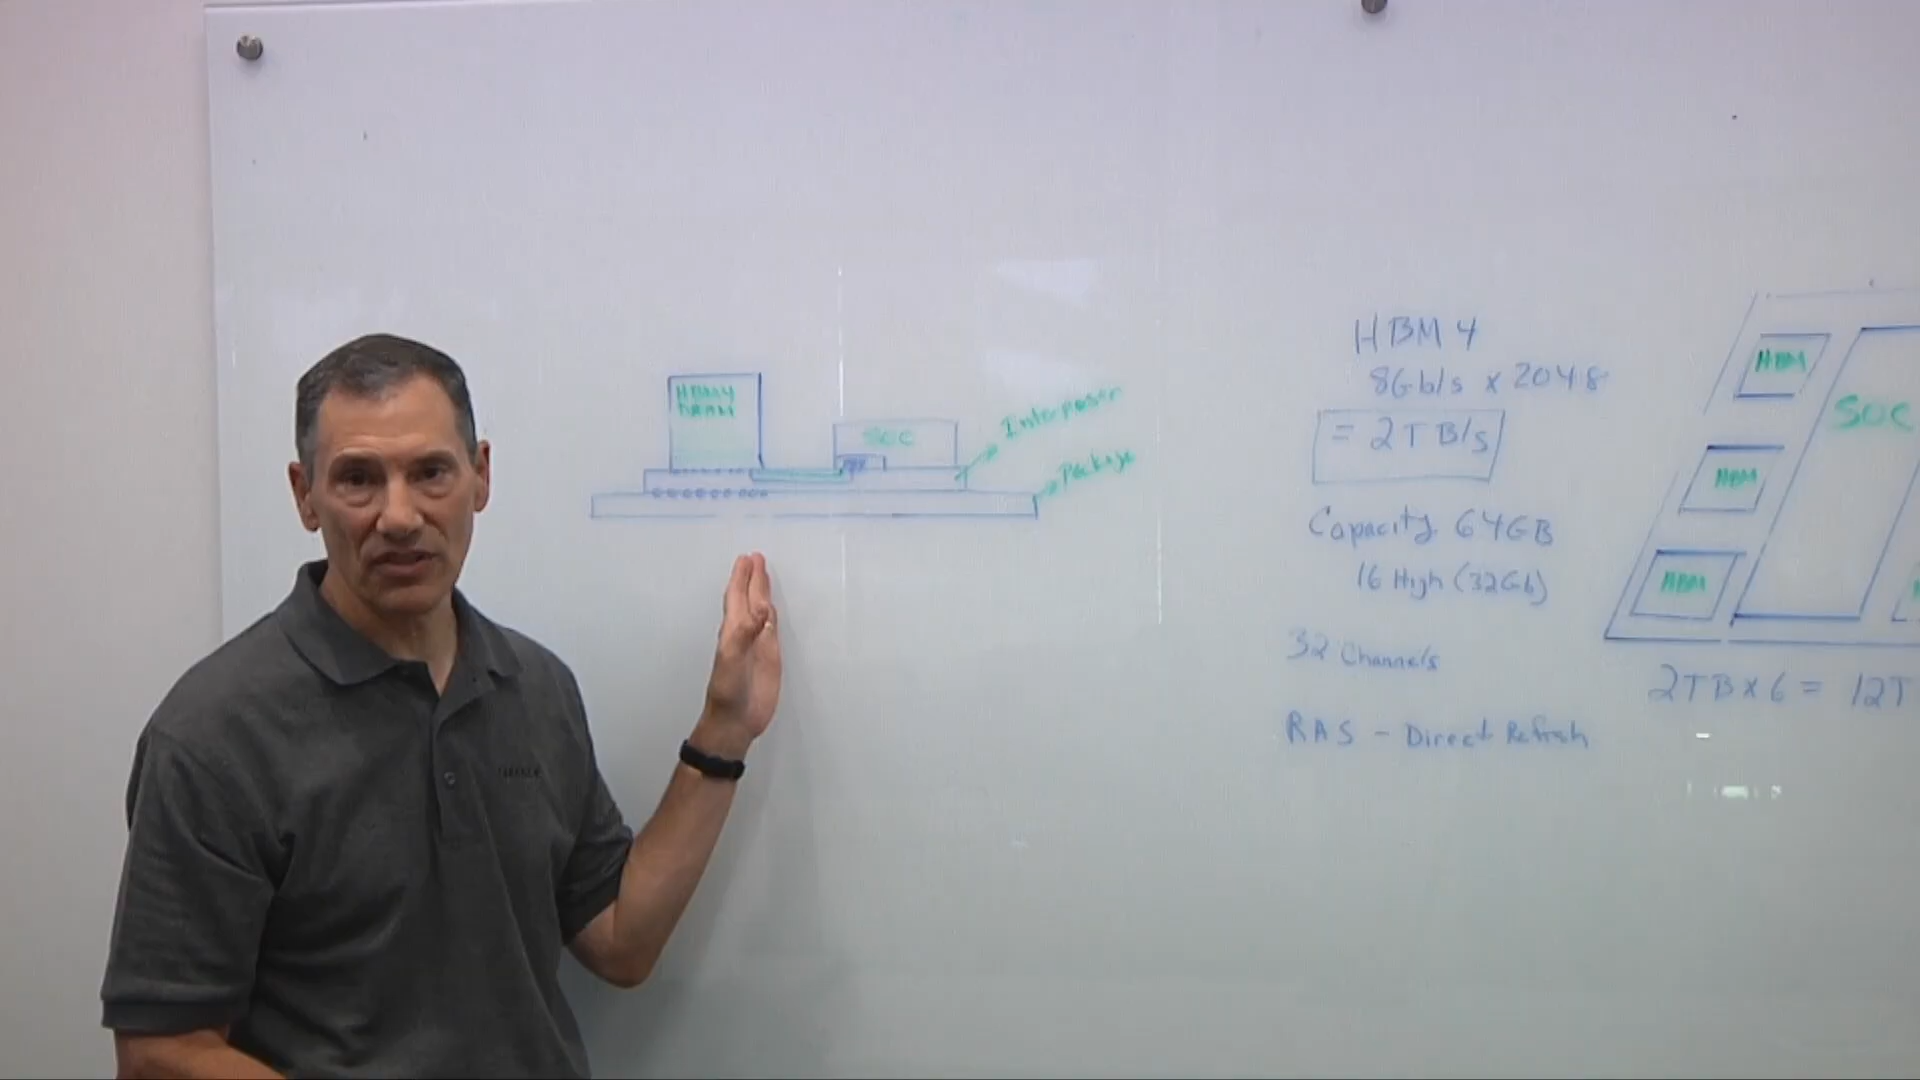 HBM4
DRAM
SOC
PHY
Interposer
Package
HBM4
8Gb/s x 2048
= 2TB/s
Capacity 64GB
16 High (32Gb)
32 Channels
RAS - Direct Refresh
HBM
HBM
HBM
SOC
2TB x 6 = 12T